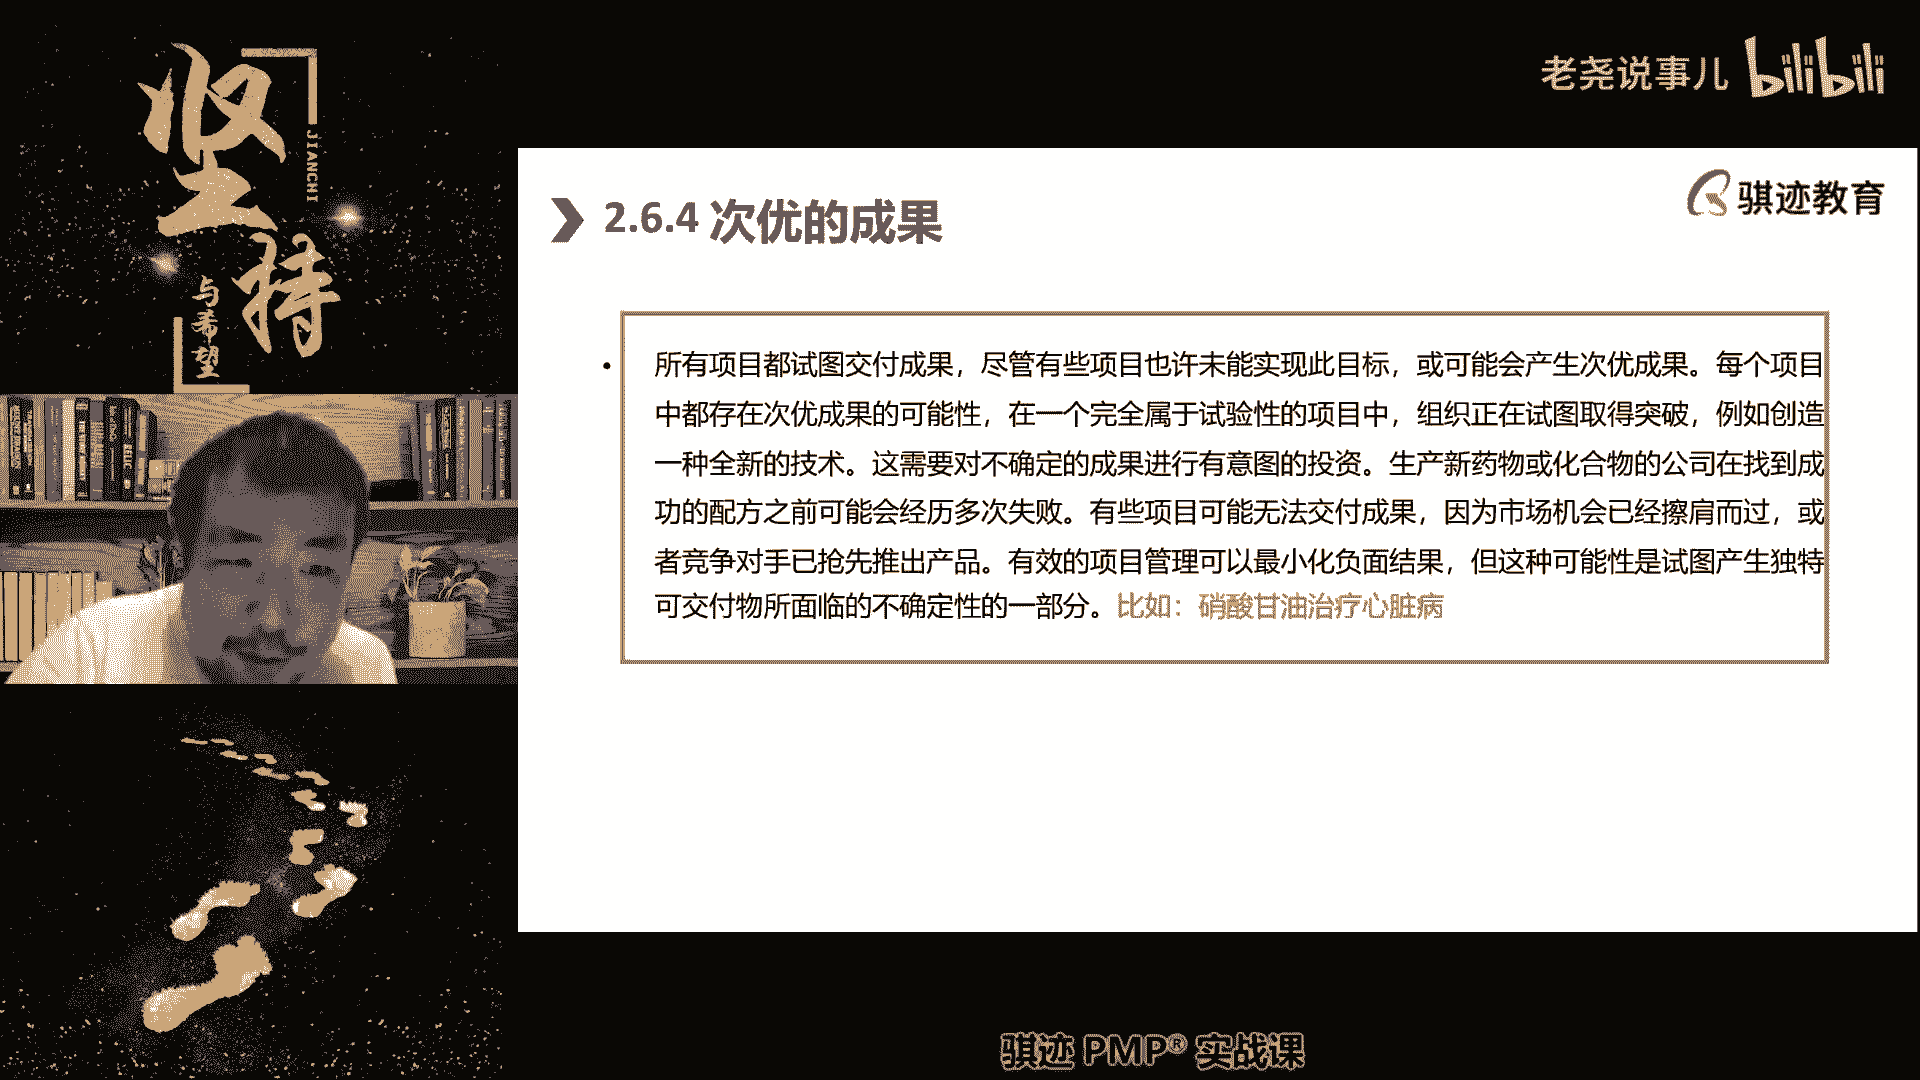 坚持
JIANCHI
与希望
老尧说事儿 bilibili
骐迹教育
2.6.4 次优的成果
• 所有项目都试图交付成果，尽管有些项目也许未能实现此目标，或可能会产生次优成果。每个项目
中都存在次优成果的可能性，在一个完全属于试验性的项目中，组织正在试图取得突破，例如创造
一种全新的技术。这需要对不确定的成果进行有意图的投资。生产新药物或化合物的公司在找到成
功的配方之前可能会经历多次失败。有些项目可能无法交付成果，因为市场机会已经擦肩而过，或
者竞争对手已抢先推出产品。有效的项目管理可以最小化负面结果，但这种可能性是试图产生独特
可交付物所面临的不确定性的一部分。比如：硝酸甘油治疗心脏病
骐迹 PMP® 实战课